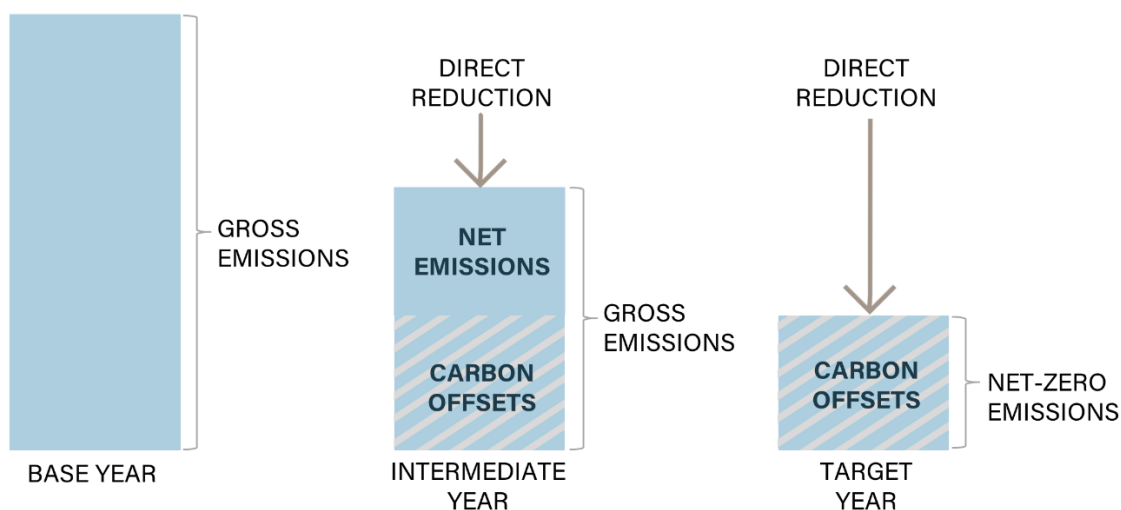 GROSS
EMISSIONS
BASE YEAR
DIRECT
REDUCTION
NET
EMISSIONS
CARBON
OFFSETS
GROSS
EMISSIONS
INTERMEDIATE
YEAR
DIRECT
REDUCTION
CARBON
OFFSETS
NET-ZERO
EMISSIONS
TARGET
YEAR